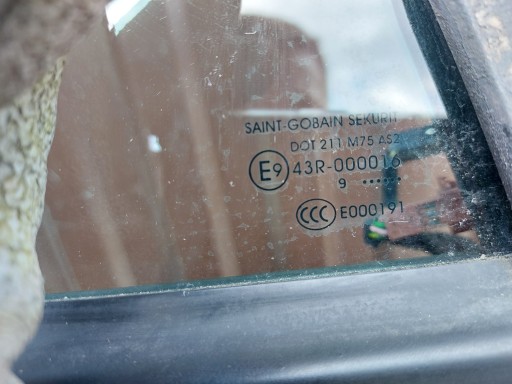 SAINT-GOBAIN SEKURIT
DOT 211 M75 AS2
E9 43R-000016
9 •••••
CCC E000191